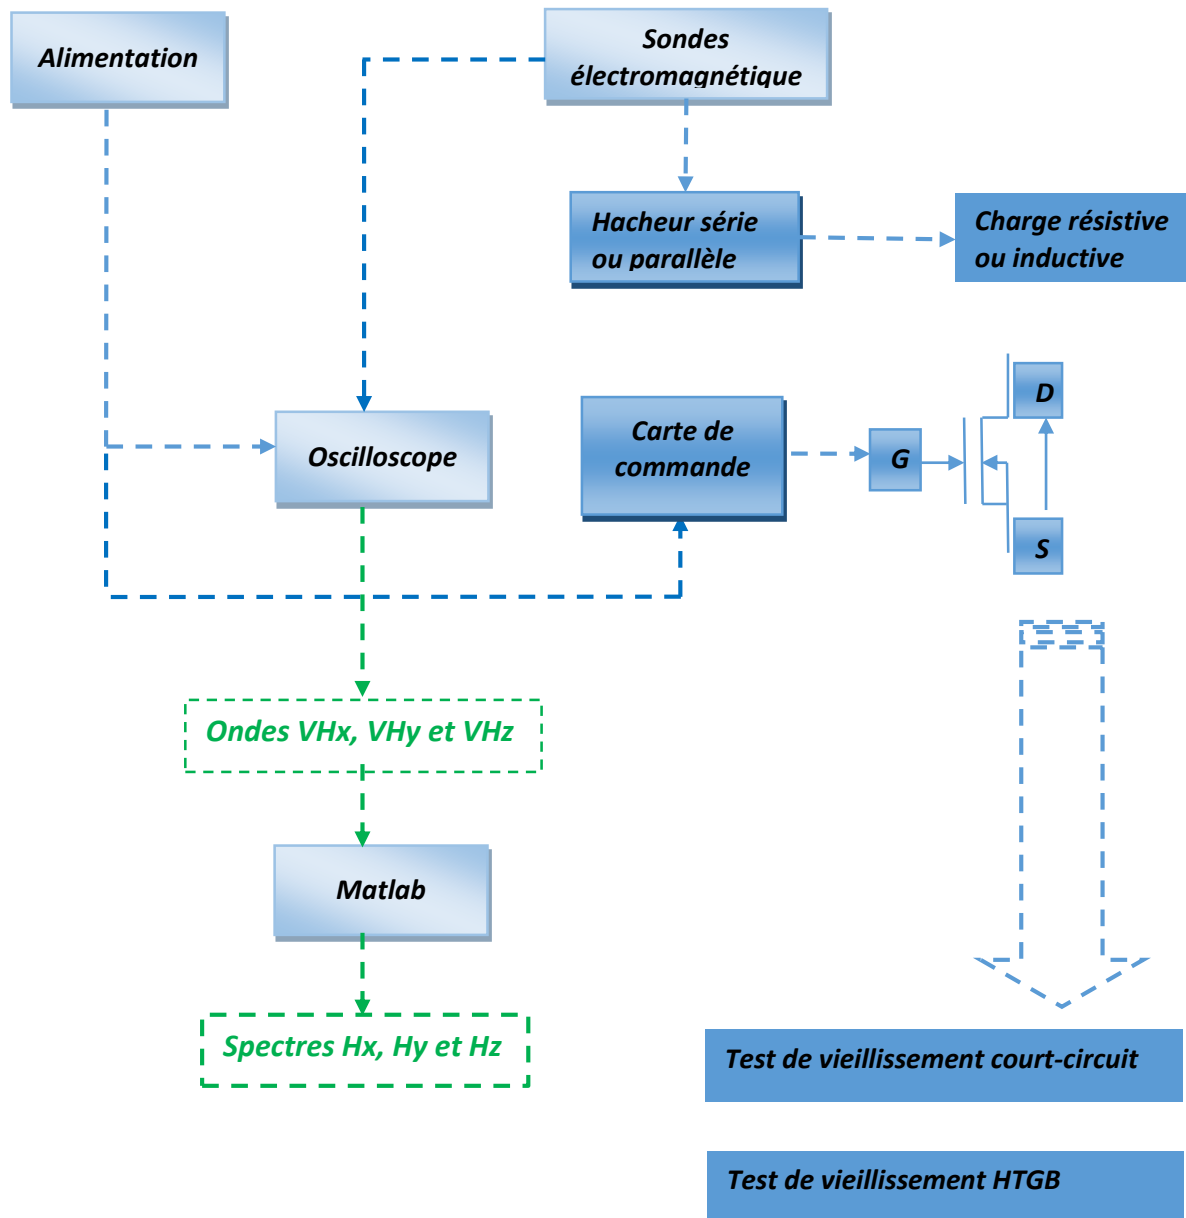 Alimentation
Sondes
électromagnétique
Hacheur série
ou parallèle
Charge résistive
ou inductive
Oscilloscope
Carte de
commande
G
D
S
Ondes VHx, VHy et VHz
Matlab
Spectres Hx, Hy et Hz
Test de vieillissement court-circuit
Test de vieillissement HTGB